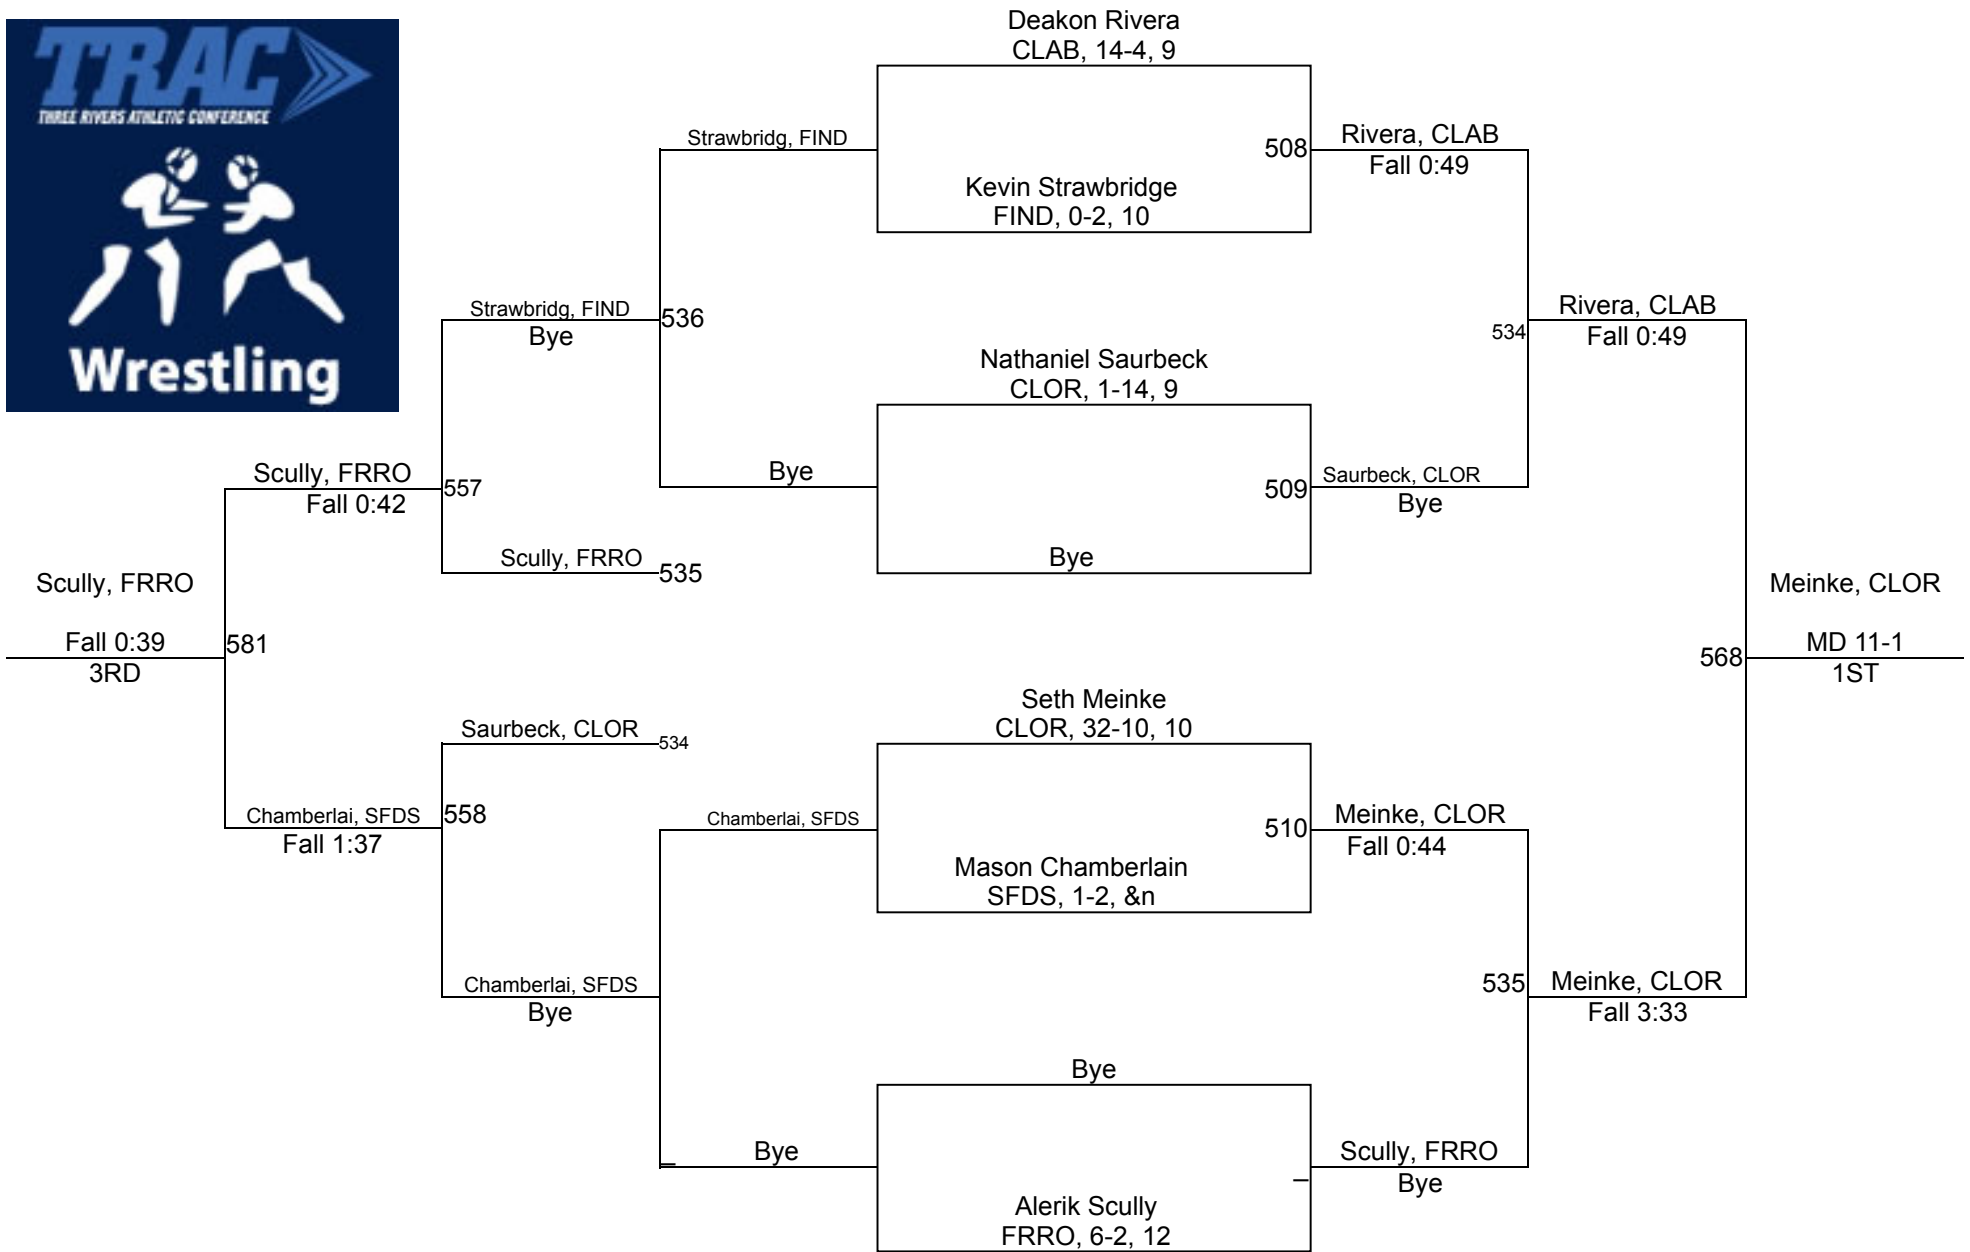 TRAC
THREE RIVERS ATHLETIC CONFERENCE
Wrestling
Deakon Rivera
CLAB, 14-4, 9
Strawbridg, FIND
508
Rivera, CLAB
Fall 0:49
Kevin Strawbridge
FIND, 0-2, 10
Strawbridg, FIND
Bye
536
534
Rivera, CLAB
Fall 0:49
Nathaniel Saurbeck
CLOR, 1-14, 9
Scully, FRRO
Fall 0:42
557
Bye
509
Saurbeck, CLOR
Bye
Scully, FRRO
535
Bye
Scully, FRRO
Fall 0:39
3RD
581
568
Meinke, CLOR
MD 11-1
1ST
Saurbeck, CLOR
534
Seth Meinke
CLOR, 32-10, 10
Chamberlai, SFDS
Fall 1:37
558
Chamberlai, SFDS
510
Meinke, CLOR
Fall 0:44
Mason Chamberlain
SFDS, 1-2, &n
Chamberlai, SFDS
Bye
535
Meinke, CLOR
Fall 3:33
Bye
Bye
Scully, FRRO
Bye
Alerik Scully
FRRO, 6-2, 12